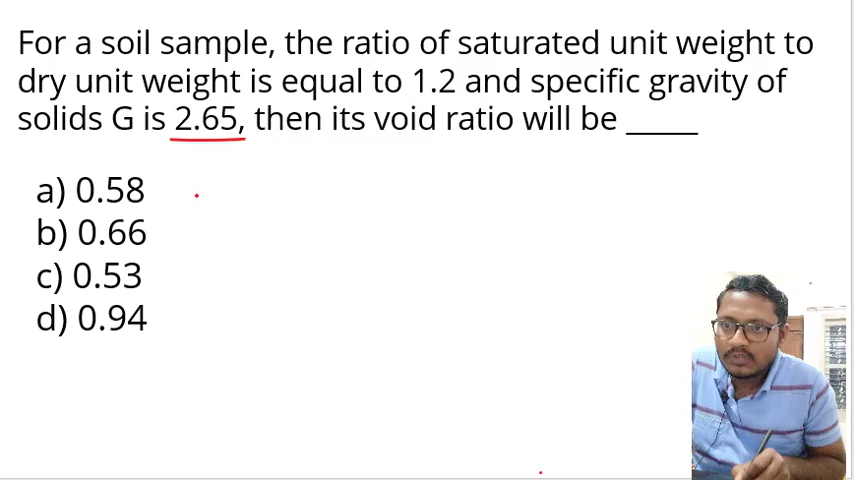 For a soil sample, the ratio of saturated unit weight to
dry unit weight is equal to 1.2 and specific gravity of
solids G is 2.65, then its void ratio will be _____
a) 0.58
b) 0.66
c) 0.53
d) 0.94